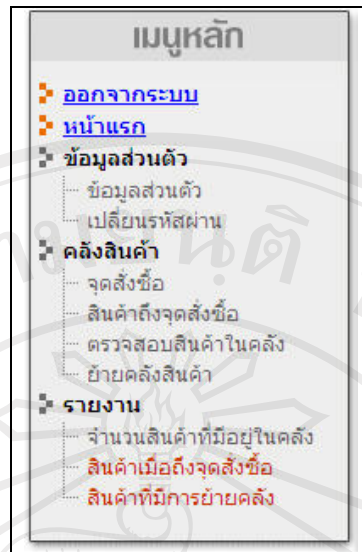 เมนูหลัก
ออกจากระบบ
หน้าแรก
ข้อมูลส่วนตัว
ข้อมูลส่วนตัว
เปลี่ยนรหัสผ่าน
คลังสินค้า
จุดสั่งซื้อ
สินค้าถึงจุดสั่งซื้อ
ตรวจสอบสินค้าในคลัง
ย้ายคลังสินค้า
รายงาน
จำนวนสินค้าที่มีอยู่ในคลัง
สินค้าเมื่อถึงจุดสั่งซื้อ
สินค้าที่มีการย้ายคลัง